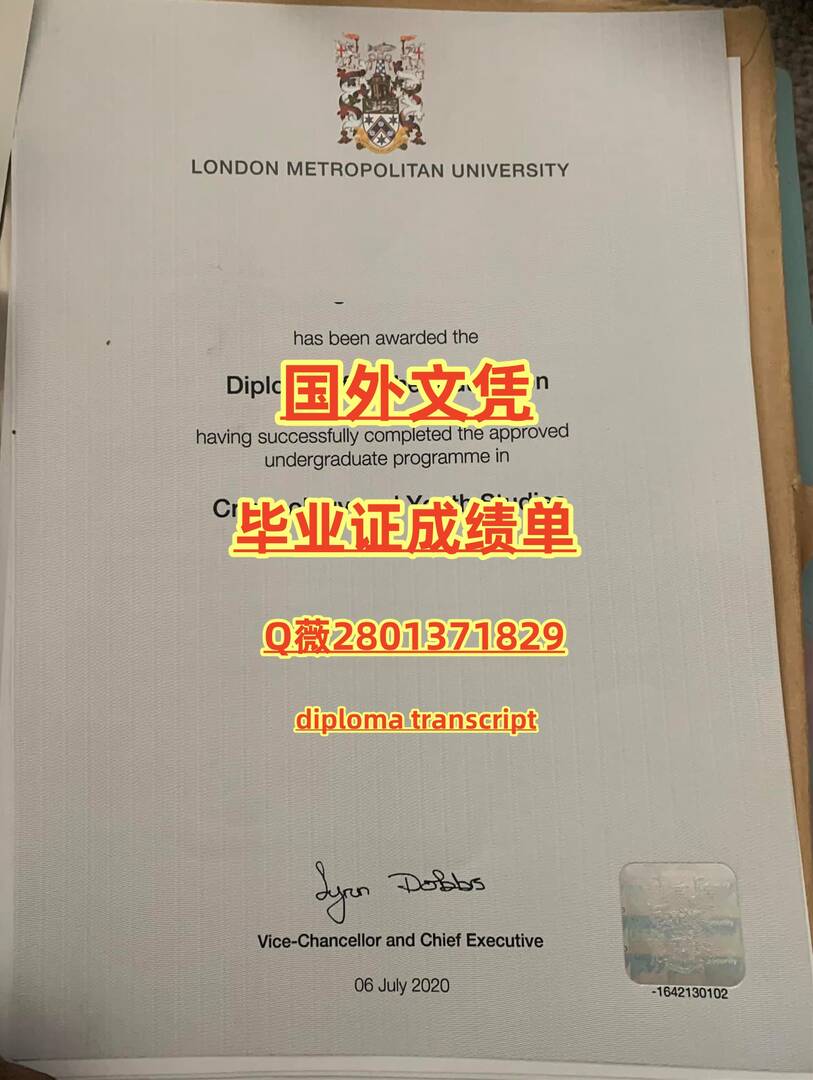 LONDON METROPOLITAN UNIVERSITY
has been awarded the
国外文凭
having successfully completed the approved
undergraduate programme in
毕业证成绩单
Q薇2801371829
diploma transcript
Lynn Dobbs
Vice-Chancellor and Chief Executive
06 July 2020
-1642130102